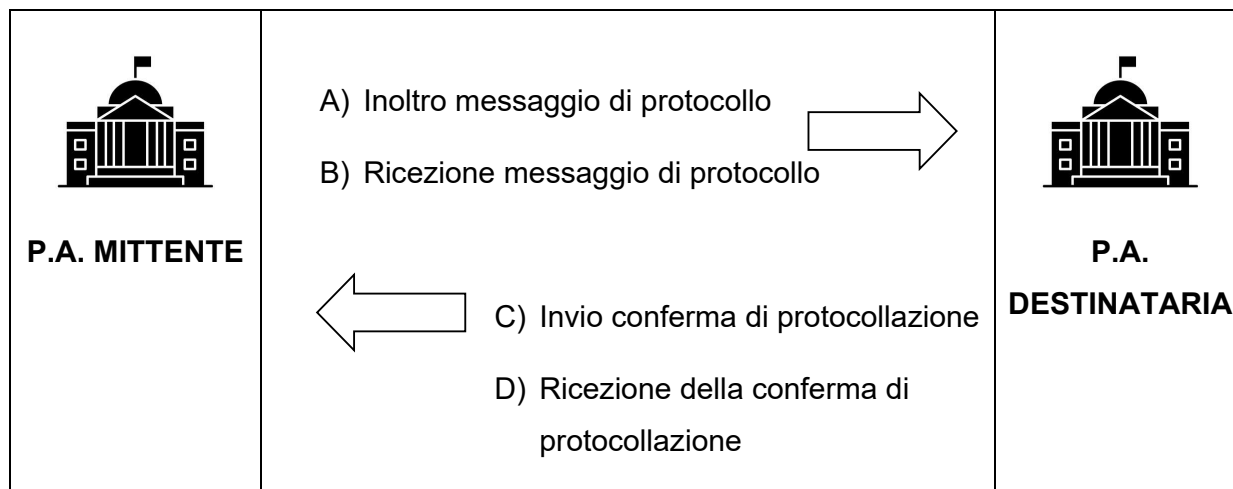 P.A. MITTENTE
A) Inoltro messaggio di protocollo
B) Ricezione messaggio di protocollo
C) Invio conferma di protocollazione
D) Ricezione della conferma di
protocollazione
P.A.
DESTINATARIA